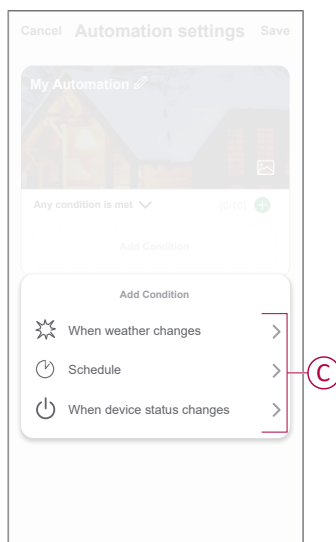 Cancel Automation settings Save
My Automation
Any condition is met
Add Condition
Add Condition
When weather changes
Schedule
When device status changes
C